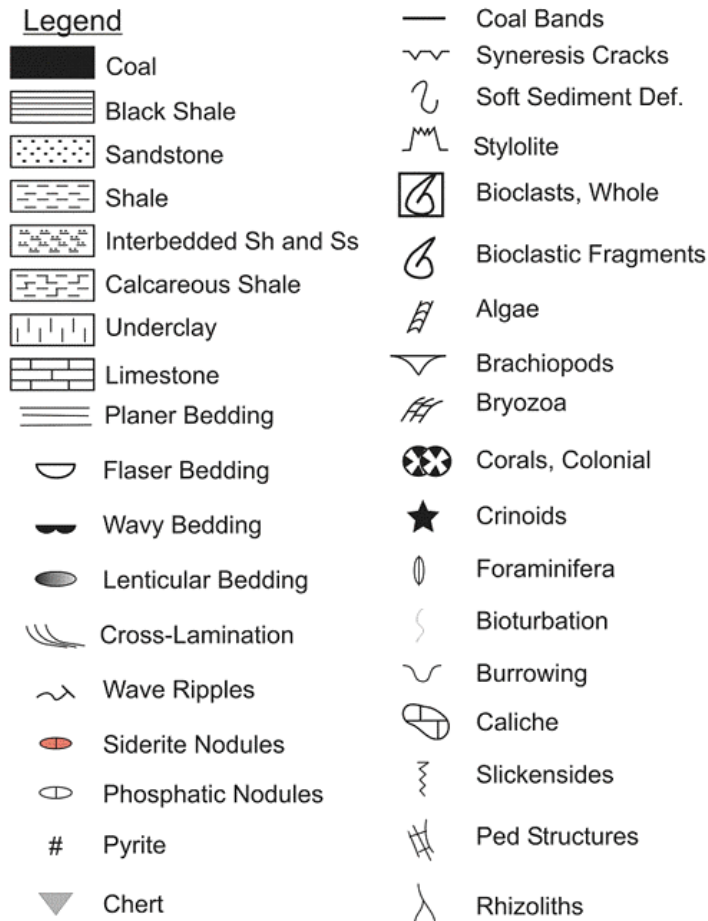 Legend
Coal
Black Shale
Sandstone
Shale
Interbedded Sh and Ss
Calcareous Shale
Underclay
Limestone
Planer Bedding
Flaser Bedding
Wavy Bedding
Lenticular Bedding
Cross-Lamination
Wave Ripples
Siderite Nodules
Phosphatic Nodules
# Pyrite
Chert
Coal Bands
Syneresis Cracks
Soft Sediment Def.
Stylolite
Bioclasts, Whole
Bioclastic Fragments
Algae
Brachiopods
Bryozoa
Corals, Colonial
Crinoids
Foraminifera
Bioturbation
Burrowing
Caliche
Slickensides
Ped Structures
Rhizoliths